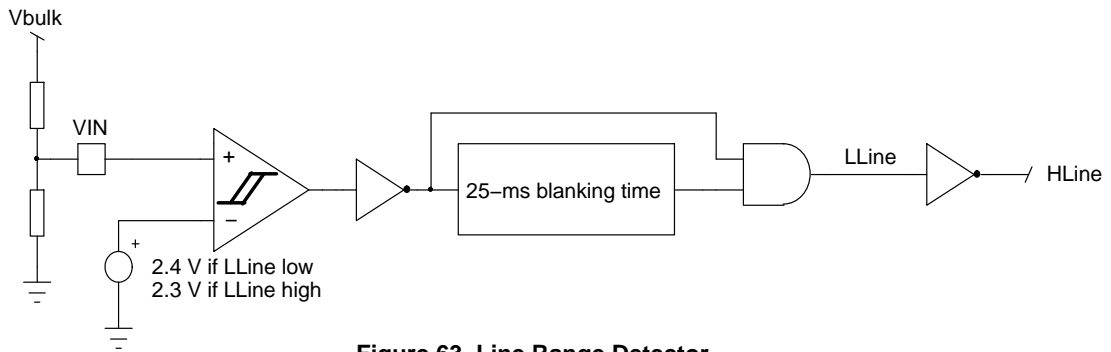 Vbulk
VIN
+
−
+
2.4 V if LLine low
2.3 V if LLine high
25−ms blanking time
LLine
HLine
Figure 63. Line Range Detector